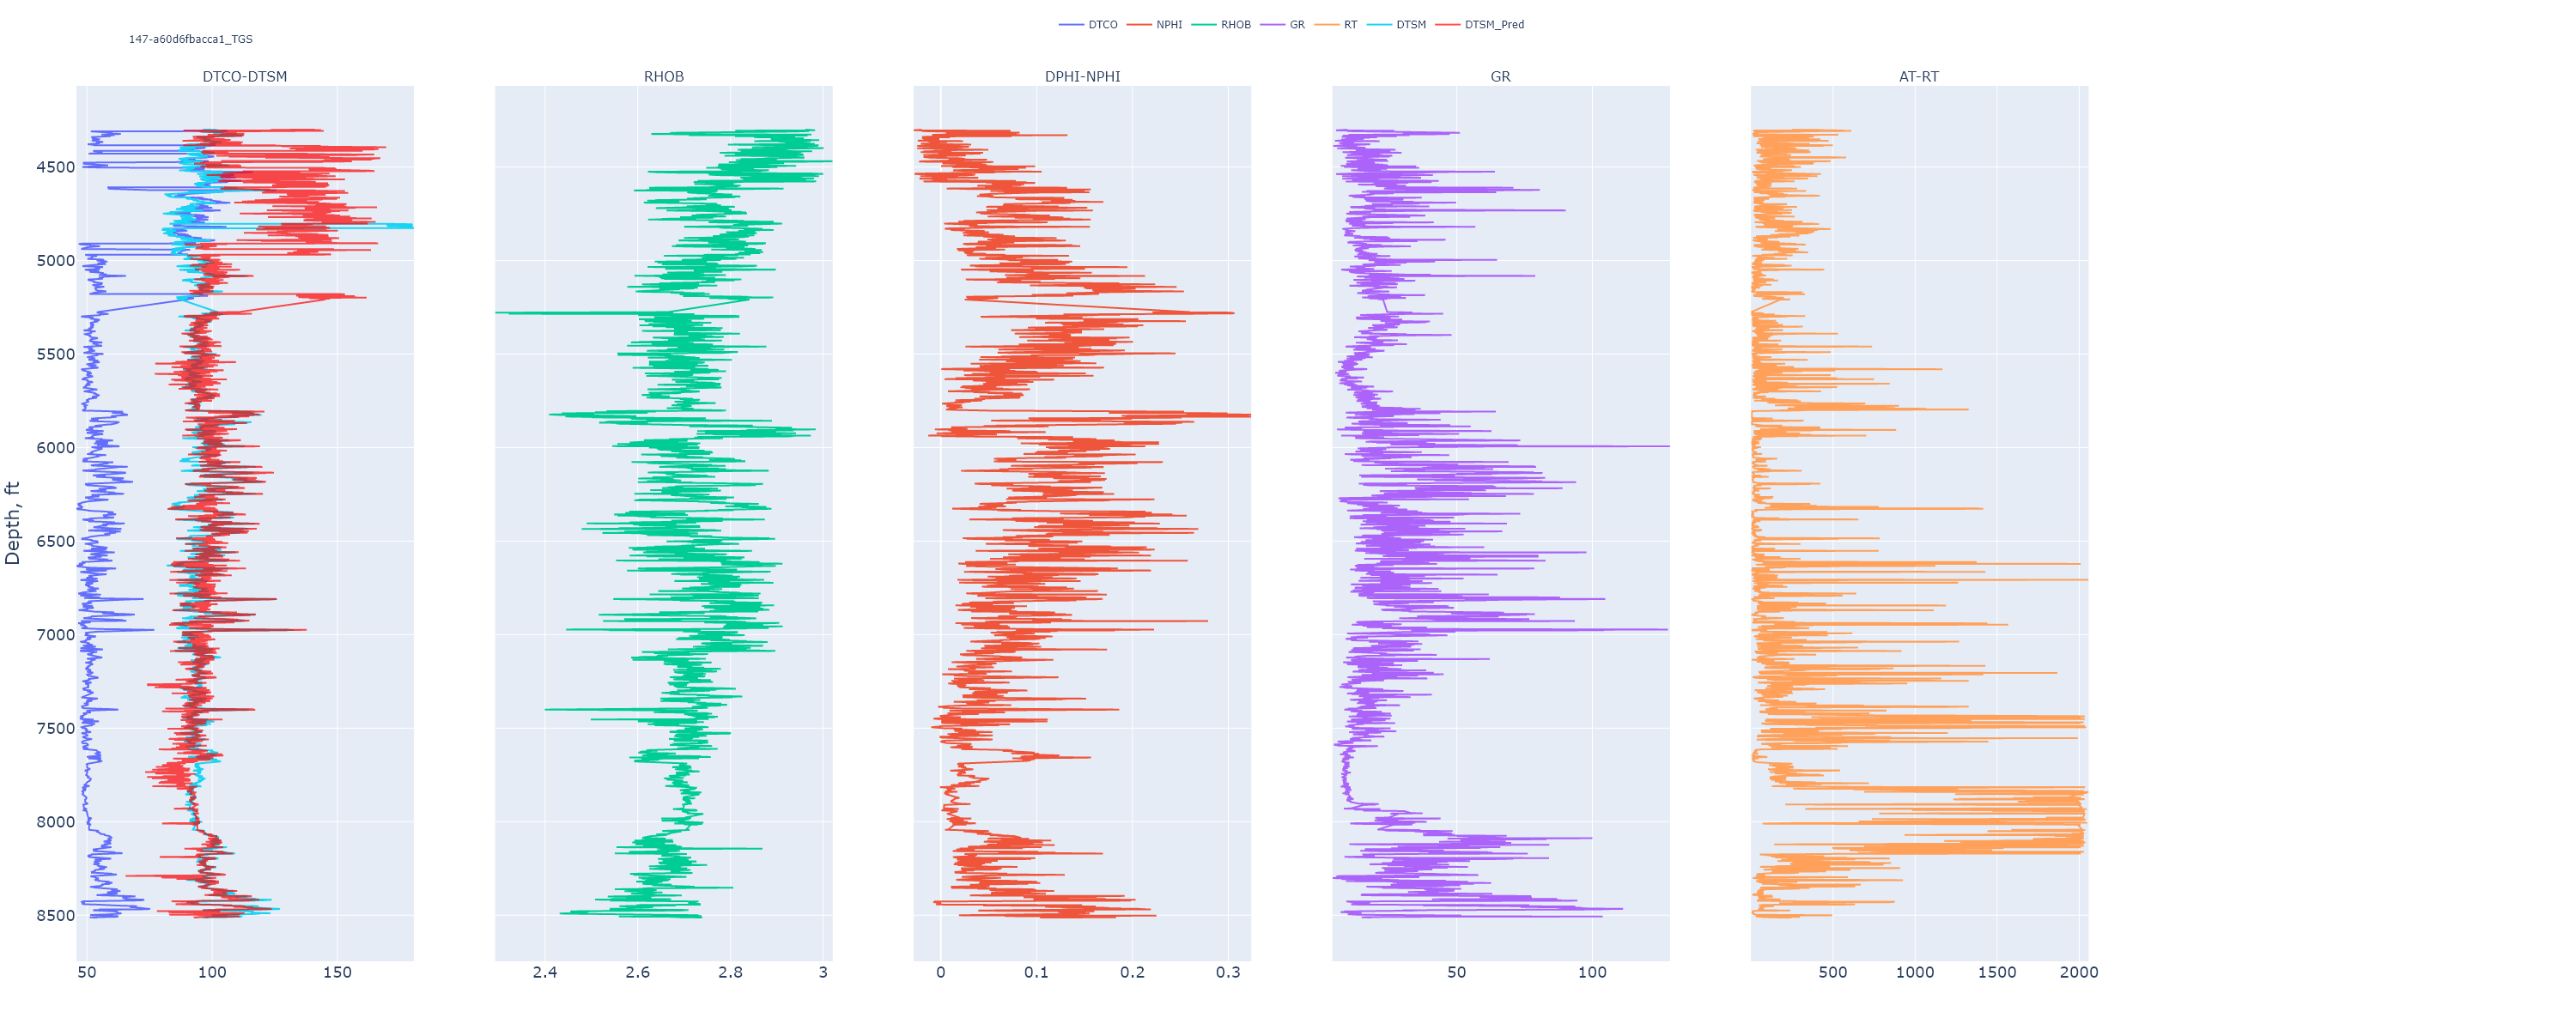 DTCO NPHI RHOB GR RT DTSM DTSM_Pred
147-a60d6fbacca1_TGS
DTCO-DTSM RHOB DPHI-NPHI GR AT-RT
Depth, ft
4500
5000
5500
6000
6500
7000
7500
8000
8500
50 100 150 2.4 2.6 2.8 3 0 0.1 0.2 0.3 50 100 500 1000 1500 2000